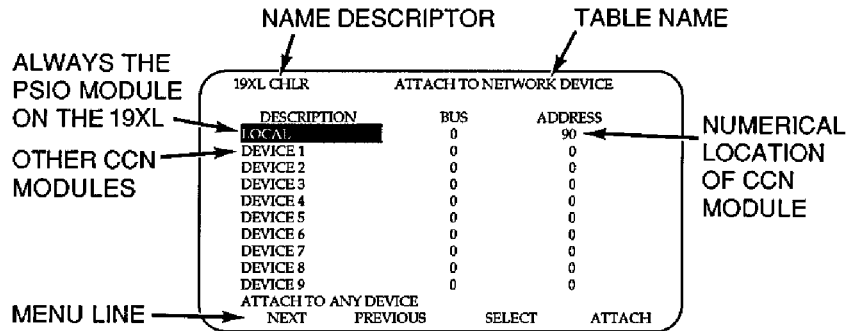 NAME DESCRIPTOR
TABLE NAME
ALWAYS THE
PSIO MODULE
ON THE 19XL
OTHER CCN
MODULES
MENU LINE
19XL CHLR ATTACH TO NETWORK DEVICE
DESCRIPTION BUS ADDRESS
LOCAL 0 90
DEVICE 1 0 0
DEVICE 2 0 0
DEVICE 3 0 0
DEVICE 4 0 0
DEVICE 5 0 0
DEVICE 6 0 0
DEVICE 7 0 0
DEVICE 8 0 0
DEVICE 9 0 0
ATTACH TO ANY DEVICE
NEXT PREVIOUS SELECT ATTACH
NUMERICAL
LOCATION
OF CCN
MODULE